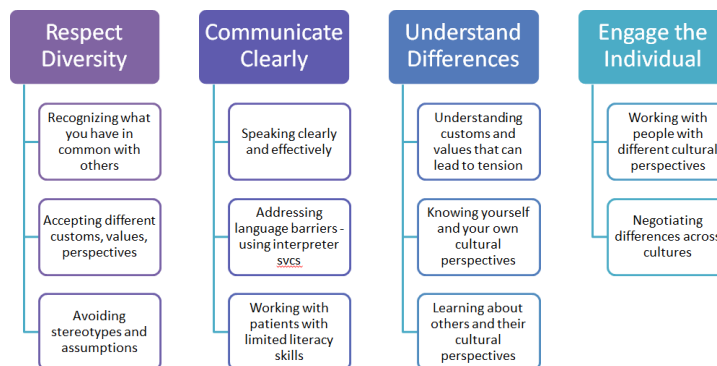 Respect
Diversity
Recognizing what
you have in
common with
others
Accepting different
customs, values,
perspectives
Avoiding
stereotypes and
assumptions
Communicate
Clearly
Speaking clearly
and effectively
Addressing
language barriers -
using interpreter
svcs
Working with
patients with
limited literacy
skills
Understand
Differences
Understanding
customs and
values that can
lead to tension
Knowing yourself
and your own
cultural
perspectives
Learning about
others and their
cultural
perspectives
Engage the
Individual
Working with
people with
different cultural
perspectives
Negotiating
differences across
cultures